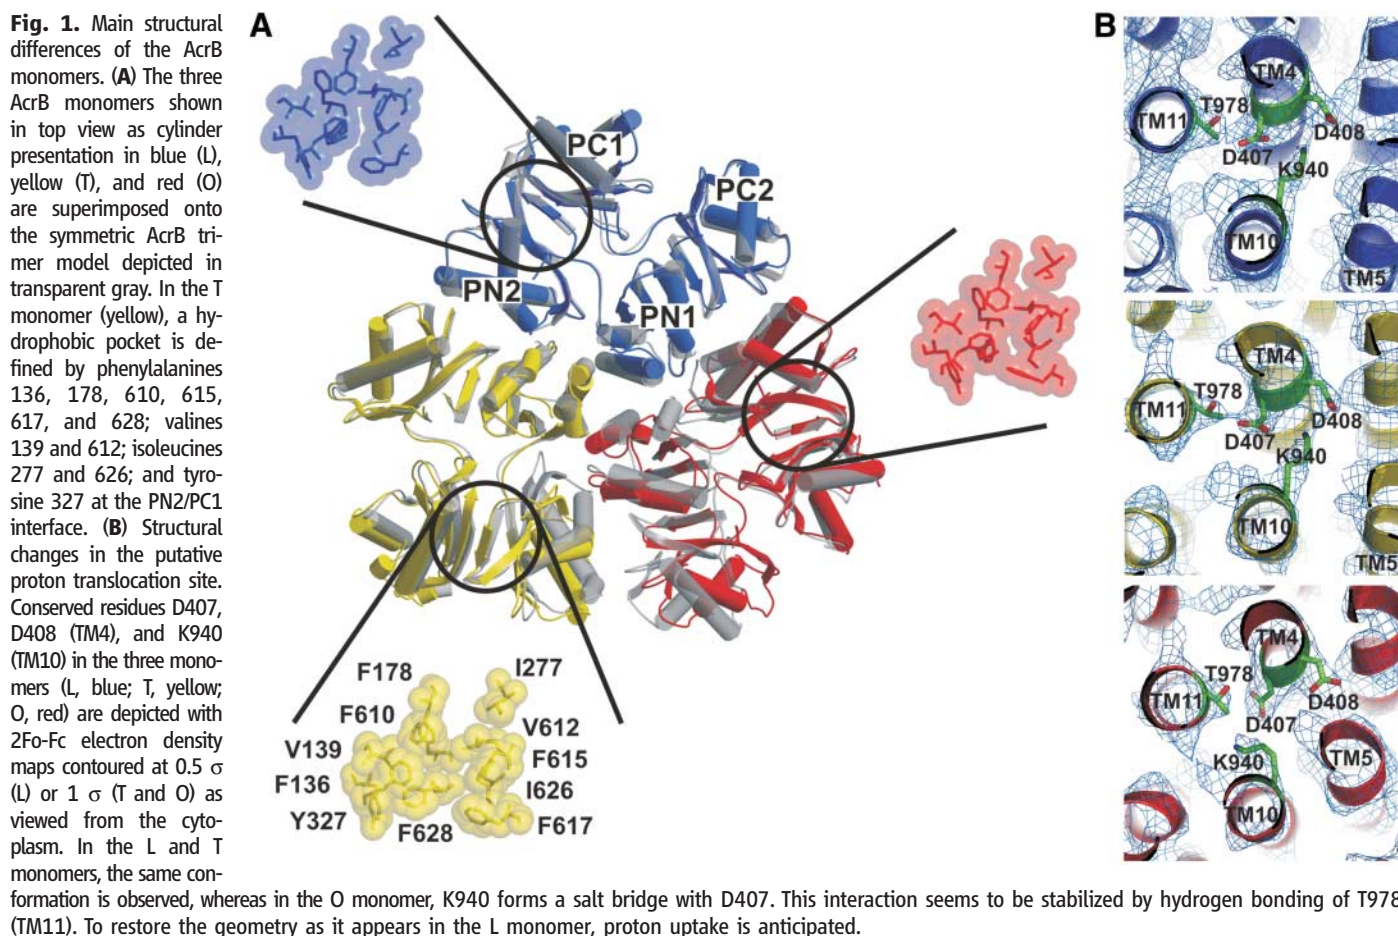 Fig. 1. Main structural
differences of the AcrB
monomers. (A) The three
AcrB monomers shown
in top view as cylinder
presentation in blue (L),
yellow (T), and red (O)
are superimposed onto
the symmetric AcrB tri-
mer model depicted in
transparent gray. In the T
monomer (yellow), a hy-
drophobic pocket is de-
fined by phenylalanines
136, 178, 610, 615,
617, and 628; valines
139 and 612; isoleucines
277 and 626; and tyro-
sine 327 at the PN2/PC1
interface. (B) Structural
changes in the putative
proton translocation site.
Conserved residues D407,
D408 (TM4), and K940
(TM10) in the three mono-
mers (L, blue; T, yellow;
O, red) are depicted with
2Fo-Fc electron density
maps contoured at 0.5 σ
(L) or 1 σ (T and O) as
viewed from the cyto-
plasm. In the L and T
monomers, the same con-
formation is observed, whereas in the O monomer, K940 forms a salt bridge with D407. This interaction seems to be stabilized by hydrogen bonding of T978
(TM11). To restore the geometry as it appears in the L monomer, proton uptake is anticipated.
A
PC1
PC2
PN2
PN1
F178
I277
F610
V612
V139
F615
F136
I626
Y327
F628
F617
B
TM4
T978
TM11
D408
D407
K940
TM10
TM5
TM4
T978
TM11
D408
D407
K940
TM10
TM5
TM4
T978
TM11
D408
D407
K940
TM5
TM10